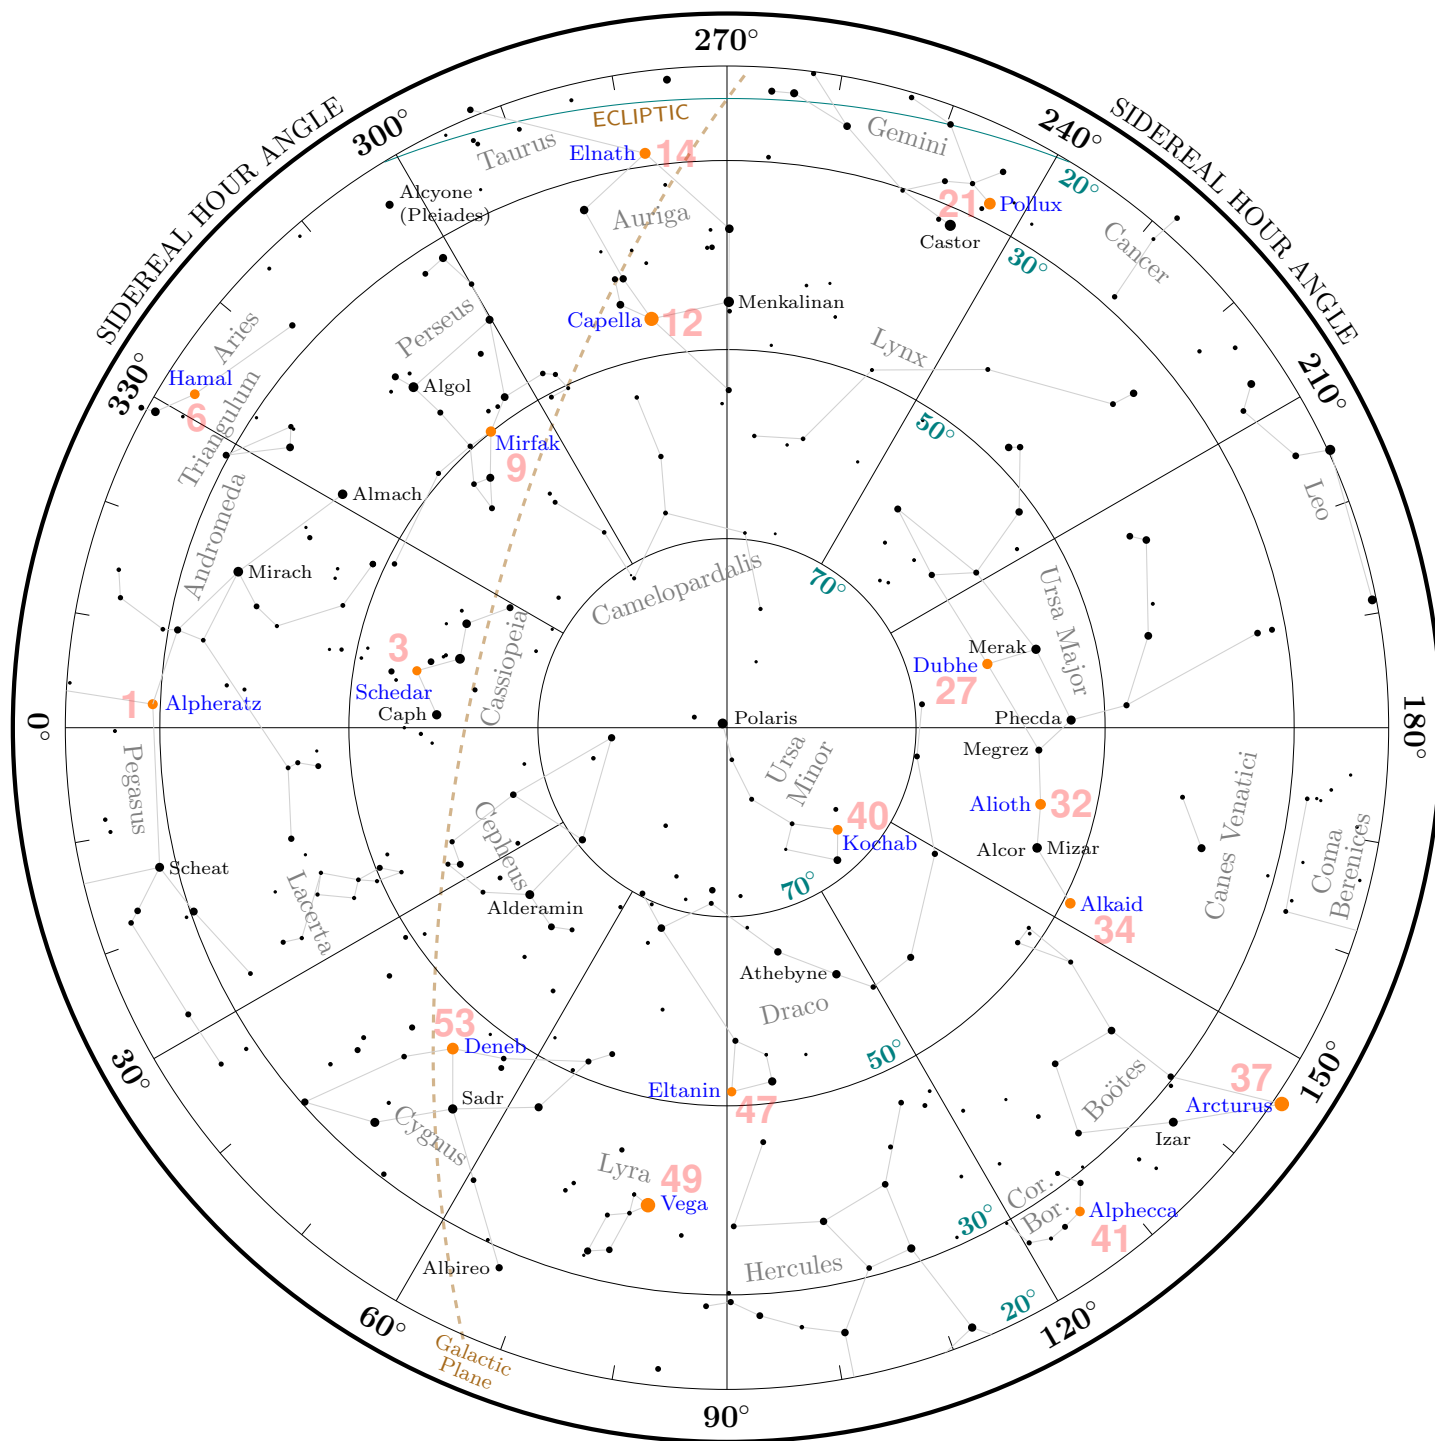 270°
SIDEREAL HOUR ANGLE
SIDEREAL HOUR ANGLE
300°
240°
ECLIPTIC
Taurus
Gemini
Elnath
14
20°
Alcyone
(Pleiades)
Auriga
21
Pollux
Castor
Cancer
30°
Menkalinan
Capella
12
Perseus
Aries
Lynx
330°
210°
Hamal
6
Triangulum
Algol
Mirfak
9
50°
Almach
Andromeda
Leo
Mirach
Camelopardalis
70°
Ursa Major
3
Schedar
Caph
Cassiopeia
Merak
Dubhe
27
1
Alpheratz
Polaris
Phecda
0°
180°
Megrez
Pegasus
Ursa
Minor
Alioth
32
Canes Venatici
Cepheus
40
Kochab
Alcor
Mizar
Coma
Berenices
Scheat
Lacerta
Alderamin
70°
Alkaid
34
Athebyne
Draco
53
Deneb
50°
30°
150°
Eltanin
47
Sadr
Cygnus
Boötes
37
Arcturus
Izar
Lyra
49
Vega
Cor.
Bor.
Alphecca
41
30°
Albireo
Hercules
20°
60°
120°
Galactic
Plane
90°